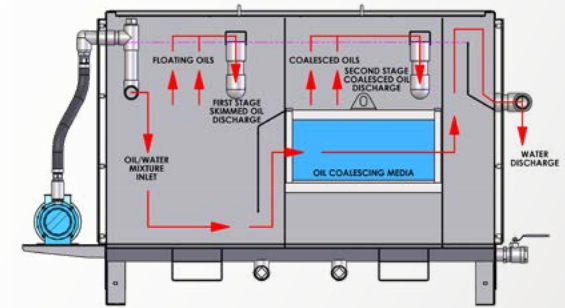 FLOATING OILS
FIRST STAGE
SKIMMED OIL
DISCHARGE
OIL/WATER
MIXTURE
INLET
COALESCED OILS
SECOND STAGE
COALESCED OIL
DISCHARGE
OIL COALESCING MEDIA
WATER
DISCHARGE